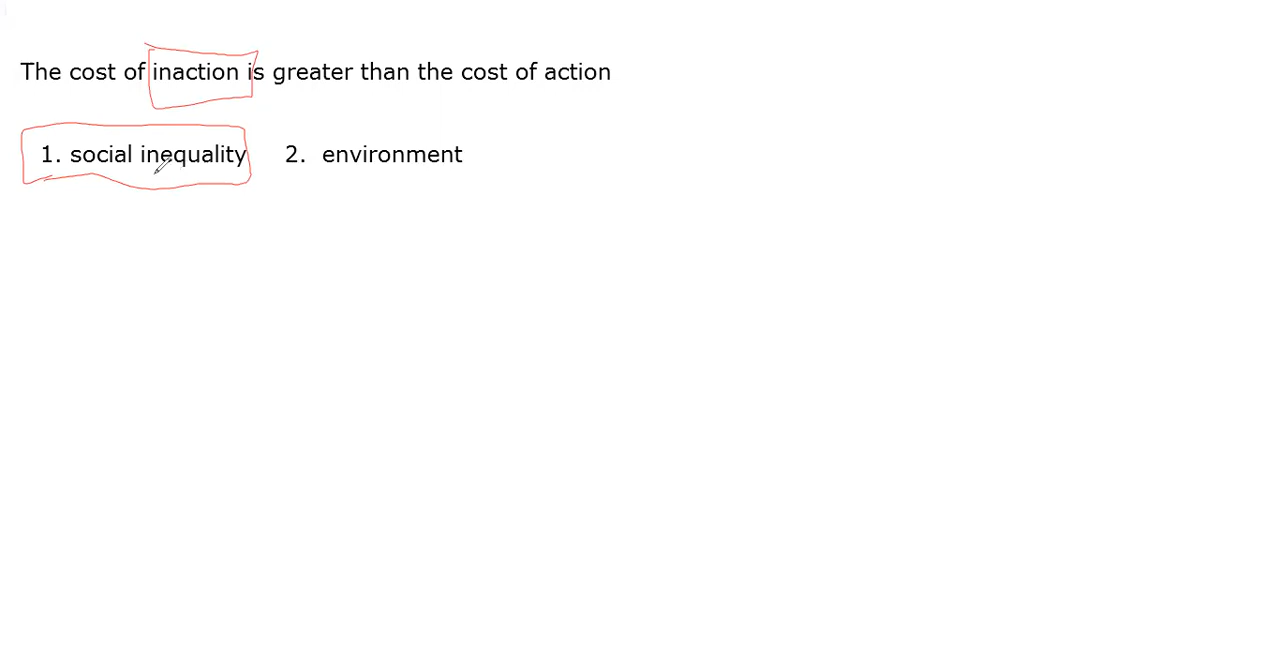 The cost of inaction is greater than the cost of action
1. social inequality 2. environment